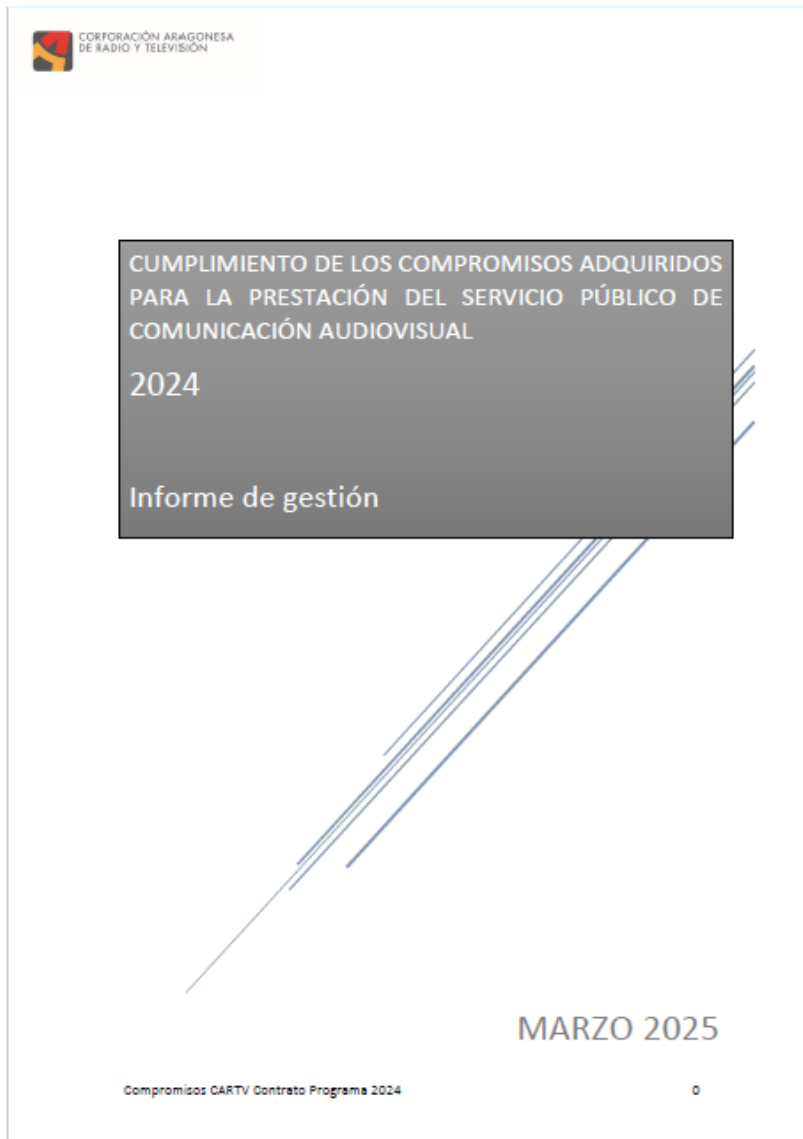 CORPORACIÓN ARAGONESA
DE RADIO Y TELEVISIÓN
CUMPLIMIENTO DE LOS COMPROMISOS ADQUIRIDOS
PARA LA PRESTACIÓN DEL SERVICIO PÚBLICO DE
COMUNICACIÓN AUDIOVISUAL
2024
Informe de gestión
MARZO 2025
Compromisos CARTV Contrato Programa 2024 0